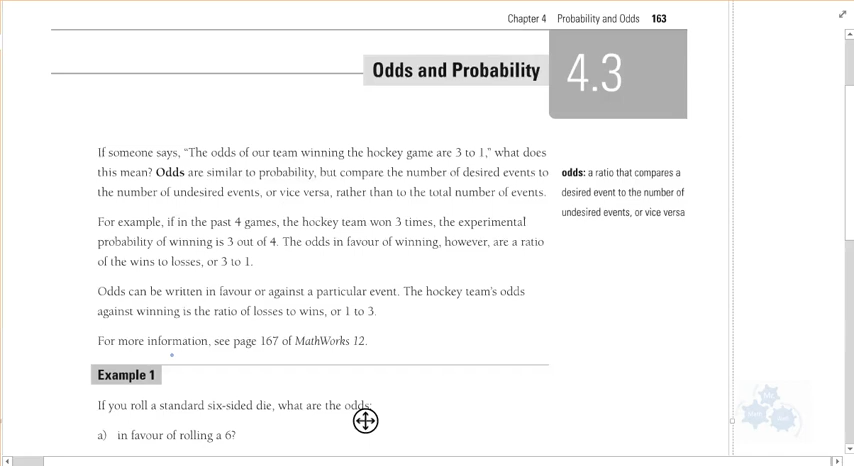 Chapter 4 Probability and Odds 163
Odds and Probability 4.3
If someone says, “The odds of our team winning the hockey game are 3 to 1,” what does
this mean? Odds are similar to probability, but compare the number of desired events to
the number of undesired events, or vice versa, rather than to the total number of events.
odds: a ratio that compares a
desired event to the number of
undesired events, or vice versa
For example, if in the past 4 games, the hockey team won 3 times, the experimental
probability of winning is 3 out of 4. The odds in favour of winning, however, are a ratio
of the wins to losses, or 3 to 1.
Odds can be written in favour or against a particular event. The hockey team’s odds
against winning is the ratio of losses to wins, or 1 to 3.
For more information, see page 167 of MathWorks 12.
Example 1
If you roll a standard six-sided die, what are the odds:
a) in favour of rolling a 6?